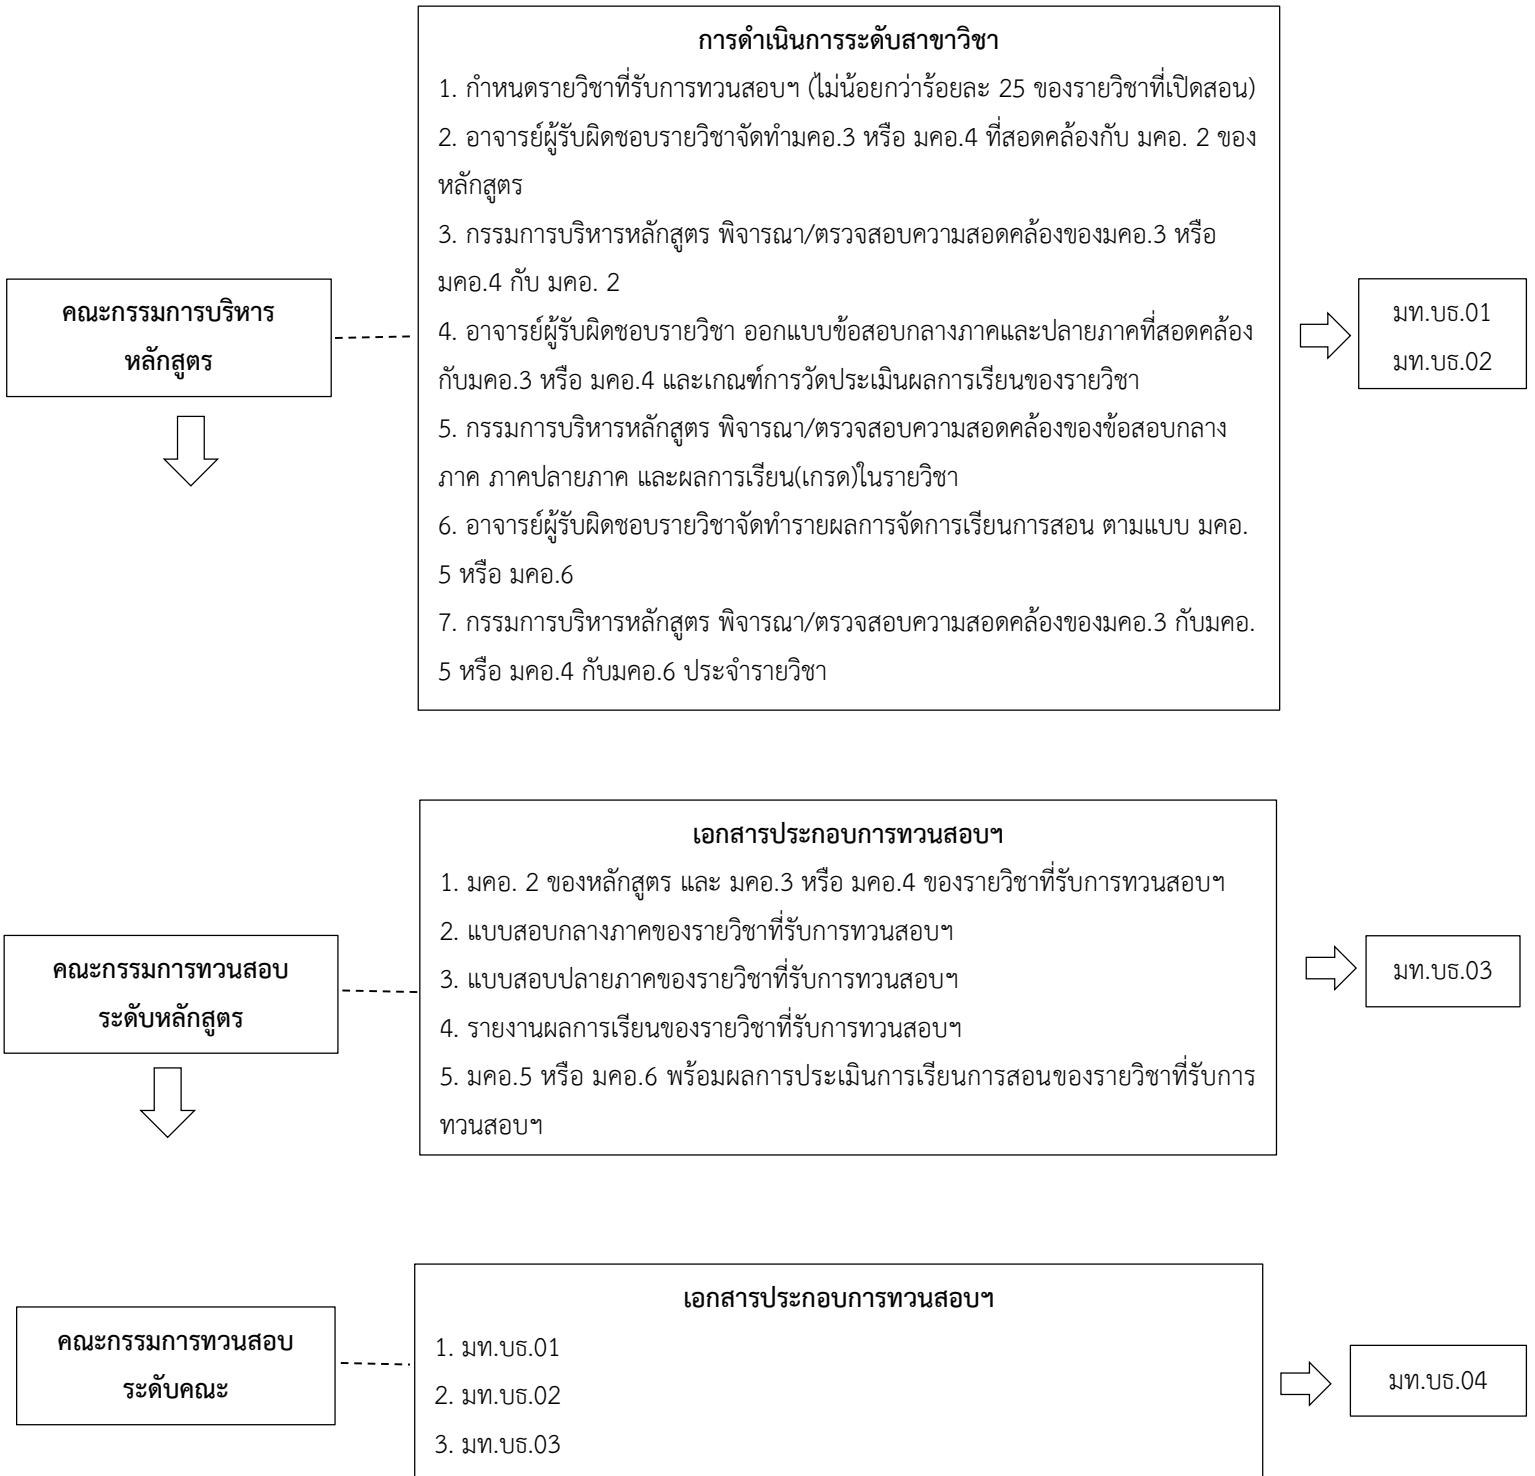 การดำเนินการระดับสาขาวิชา
1. กำหนดรายวิชาที่รับการทวนสอบฯ (ไม่น้อยกว่าร้อยละ 25 ของรายวิชาที่เปิดสอน)
2. อาจารย์ผู้รับผิดชอบรายวิชาจัดทำมคอ.3 หรือ มคอ.4 ที่สอดคล้องกับ มคอ. 2 ของ
หลักสูตร
3. กรรมการบริหารหลักสูตร พิจารณา/ตรวจสอบความสอดคล้องของมคอ.3 หรือ
มคอ.4 กับ มคอ. 2
4. อาจารย์ผู้รับผิดชอบรายวิชา ออกแบบข้อสอบกลางภาคและปลายภาคที่สอดคล้อง
กับมคอ.3 หรือ มคอ.4 และเกณฑ์การวัดประเมินผลการเรียนของรายวิชา
5. กรรมการบริหารหลักสูตร พิจารณา/ตรวจสอบความสอดคล้องของข้อสอบกลาง
ภาค ภาคปลายภาค และผลการเรียน(เกรด)ในรายวิชา
6. อาจารย์ผู้รับผิดชอบรายวิชาจัดทำรายผลการจัดการเรียนการสอน ตามแบบ มคอ.
5 หรือ มคอ.6
7. กรรมการบริหารหลักสูตร พิจารณา/ตรวจสอบความสอดคล้องของมคอ.3 กับมคอ.
5 หรือ มคอ.4 กับมคอ.6 ประจำรายวิชา
คณะกรรมการบริหาร
หลักสูตร
มท.บธ.01
มท.บธ.02
เอกสารประกอบการทวนสอบฯ
1. มคอ. 2 ของหลักสูตร และ มคอ.3 หรือ มคอ.4 ของรายวิชาที่รับการทวนสอบฯ
2. แบบสอบกลางภาคของรายวิชาที่รับการทวนสอบฯ
3. แบบสอบปลายภาคของรายวิชาที่รับการทวนสอบฯ
4. รายงานผลการเรียนของรายวิชาที่รับการทวนสอบฯ
5. มคอ.5 หรือ มคอ.6 พร้อมผลการประเมินการเรียนการสอนของรายวิชาที่รับการ
ทวนสอบฯ
คณะกรรมการทวนสอบ
ระดับหลักสูตร
มท.บธ.03
เอกสารประกอบการทวนสอบฯ
1. มท.บธ.01
2. มท.บธ.02
3. มท.บธ.03
คณะกรรมการทวนสอบ
ระดับคณะ
มท.บธ.04